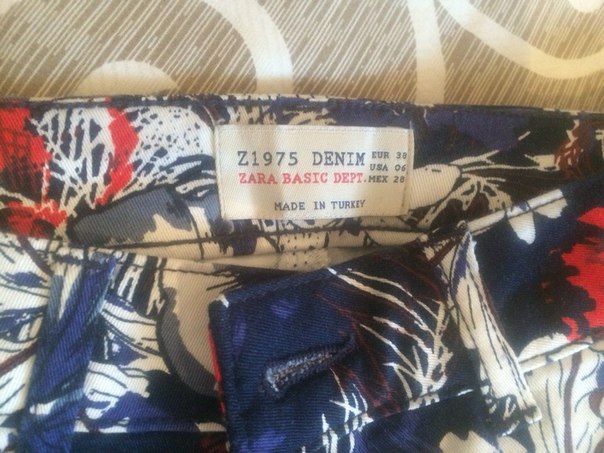 Z1975 DENIM EUR 38
USA 06
ZARA BASIC DEPT. MEX 28
MADE IN TURKEY